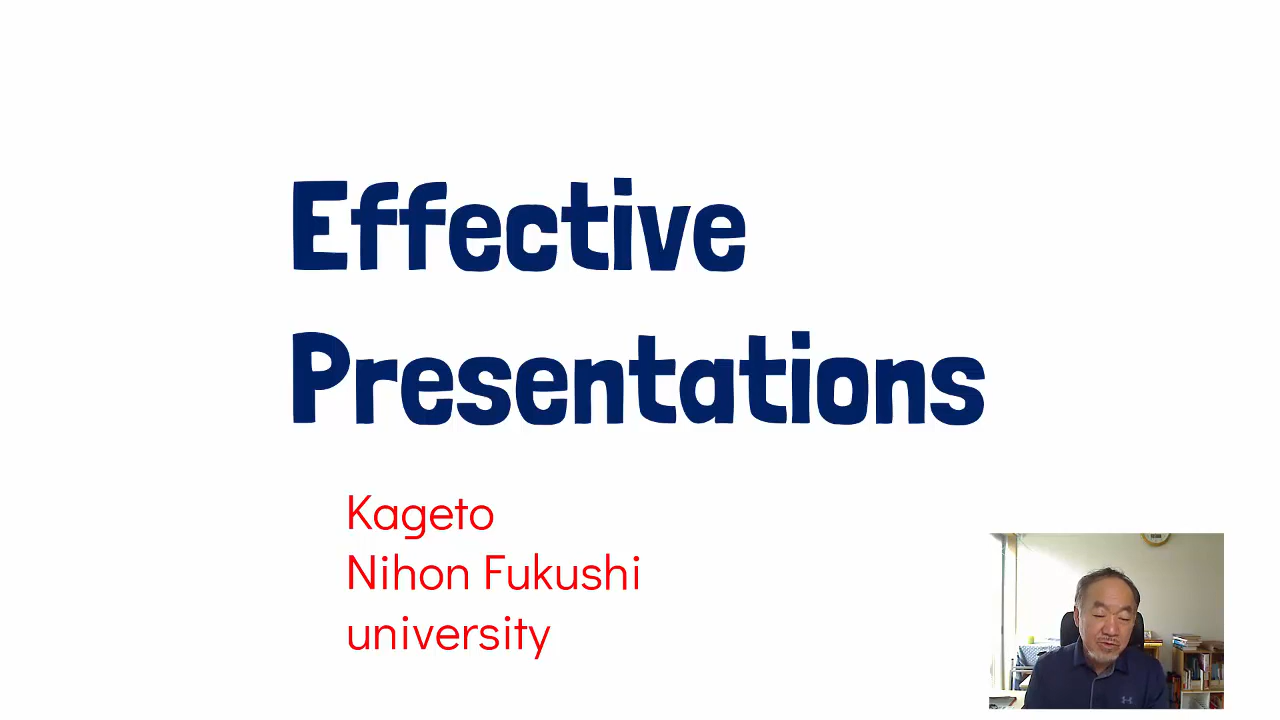 Effective
Presentations
Kageto
Nihon Fukushi
university